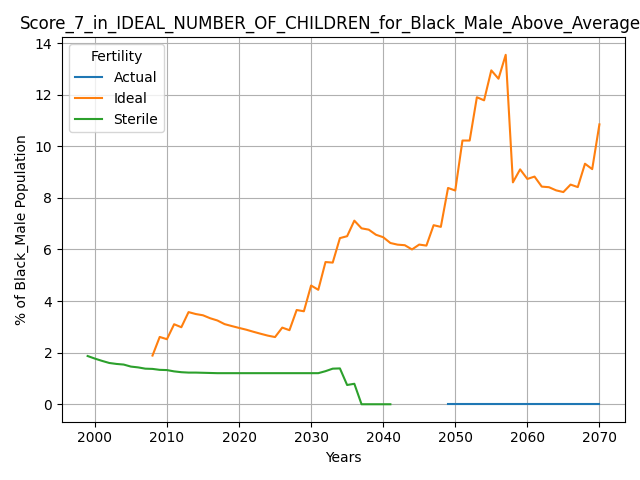 Score_7_in_IDEAL_NUMBER_OF_CHILDREN_for_Black_Male_Above_Average
Fertility
Actual
Ideal
Sterile
% of Black_Male Population
14
12
10
8
6
4
2
0
2000 2010 2020 2030 2040 2050 2060 2070
Years